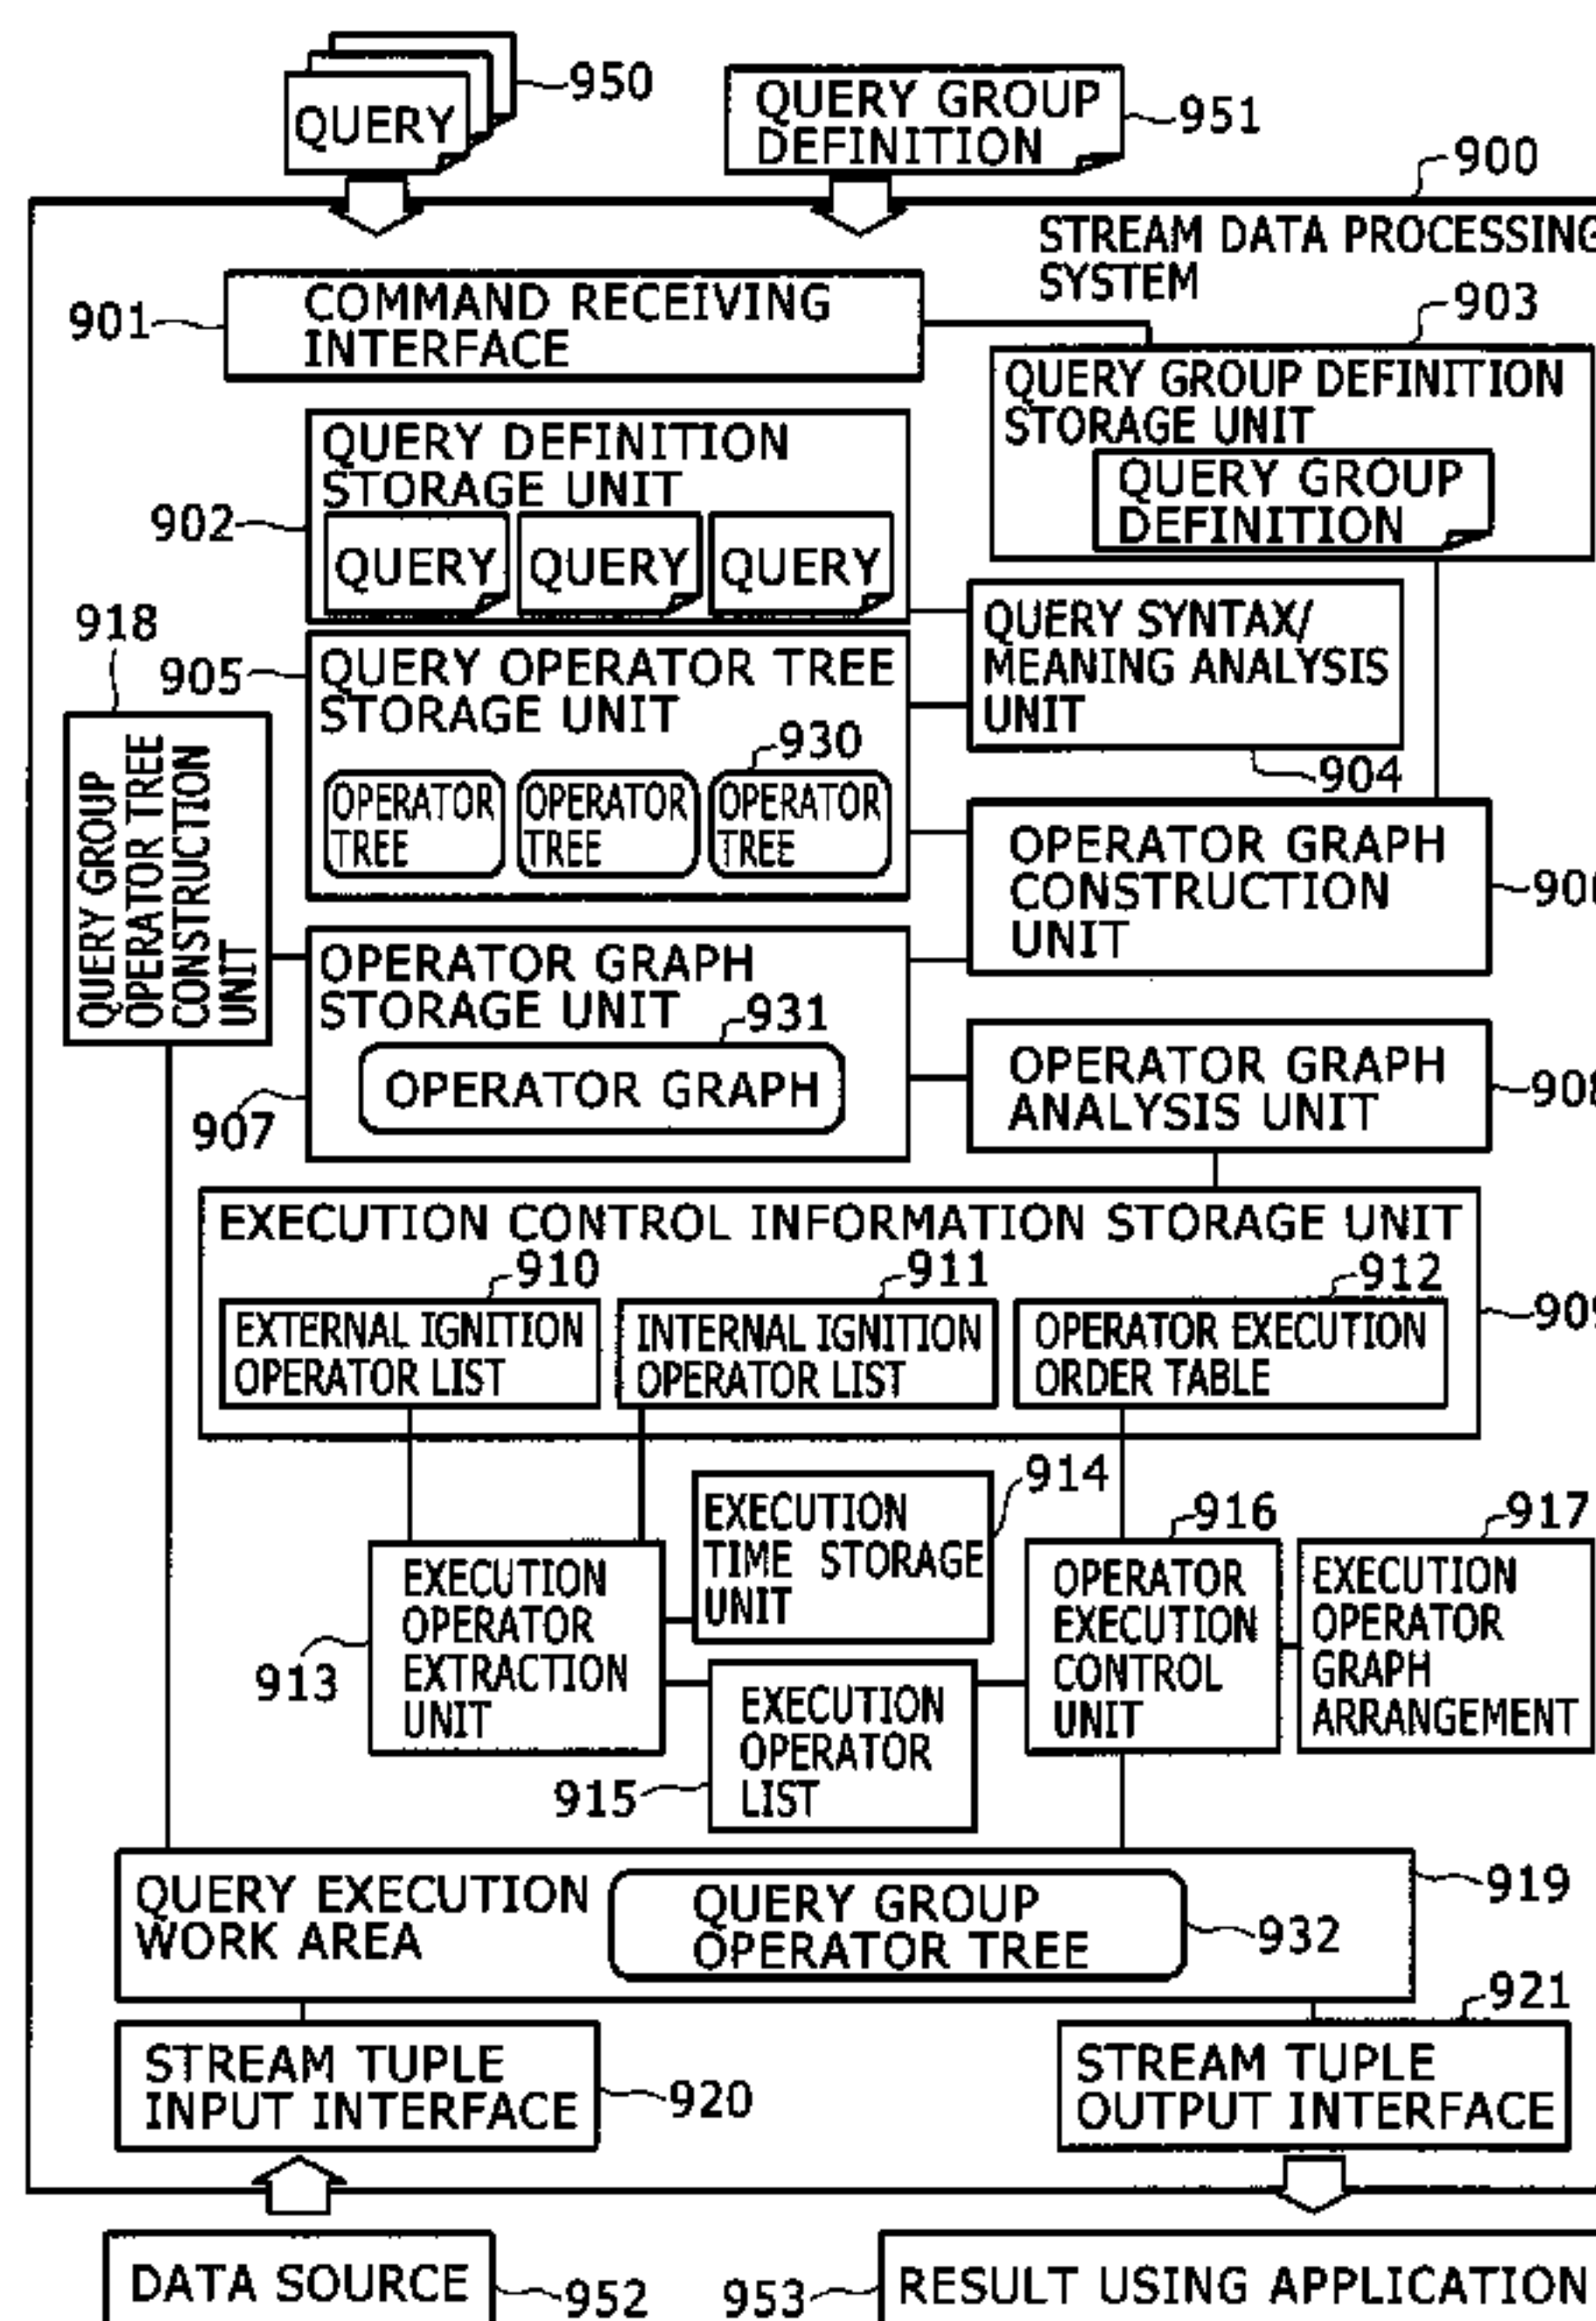 QUERY
950
QUERY GROUP
DEFINITION
951
900
STREAM DATA PROCESSING
SYSTEM
901
COMMAND RECEIVING
INTERFACE
903
QUERY GROUP DEFINITION
STORAGE UNIT
QUERY GROUP
DEFINITION
902
QUERY DEFINITION
STORAGE UNIT
QUERY
QUERY
QUERY
QUERY SYNTAX/
MEANING ANALYSIS
UNIT
904
918
QUERY GROUP
OPERATOR TREE
CONSTRUCTION
UNIT
905
QUERY OPERATOR TREE
STORAGE UNIT
930
OPERATOR
TREE
OPERATOR
TREE
OPERATOR
TREE
OPERATOR GRAPH
CONSTRUCTION
UNIT
OPERATOR GRAPH
STORAGE UNIT
931
OPERATOR GRAPH
907
OPERATOR GRAPH
ANALYSIS UNIT
EXECUTION CONTROL INFORMATION STORAGE UNIT
910
911
912
EXTERNAL IGNITION
OPERATOR LIST
INTERNAL IGNITION
OPERATOR LIST
OPERATOR EXECUTION
ORDER TABLE
914
EXECUTION
TIME STORAGE
UNIT
916
917
913
EXECUTION
OPERATOR
EXTRACTION
UNIT
OPERATOR
EXECUTION
CONTROL
UNIT
EXECUTION
OPERATOR
GRAPH
ARRANGEMENT
915
EXECUTION
OPERATOR
LIST
QUERY EXECUTION
WORK AREA
QUERY GROUP
OPERATOR TREE
932
919
921
STREAM TUPLE
INPUT INTERFACE
920
STREAM TUPLE
OUTPUT INTERFACE
DATA SOURCE
952
953
RESULT USING APPLICATION